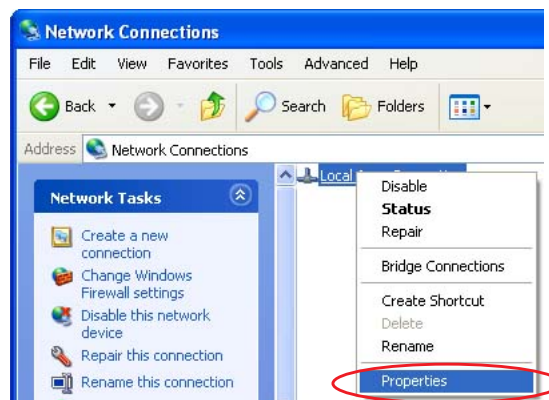 Network Connections
File Edit View Favorites Tools Advanced Help
Back Search Folders
Address Network Connections
Network Tasks
Create a new
connection
Change Windows
Firewall settings
Disable this network
device
Repair this connection
Rename this connection
Local
Disable
Status
Repair
Bridge Connections
Create Shortcut
Delete
Rename
Properties